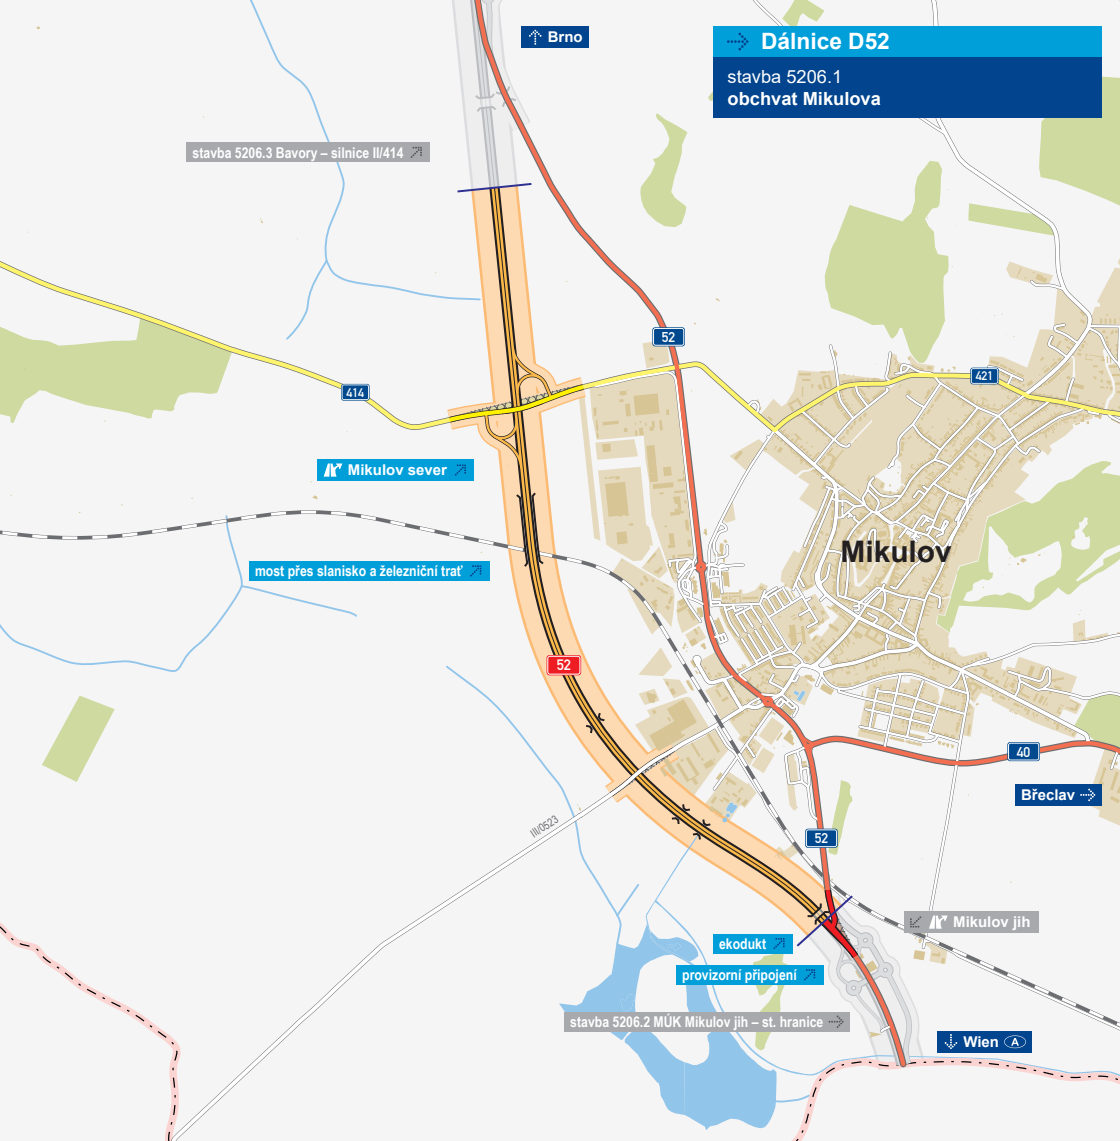 Brno
Dálnice D52
stavba 5206.1
obchvat Mikulova
stavba 5206.3 Bavory – silnice II/414
52
414
421
Mikulov sever
Mikulov
most přes slanisko a železniční trať
52
40
Břeclav
III/0523
52
Mikulov jih
ekodukt
provizorní připojení
stavba 5206.2 MÚK Mikulov jih – st. hranice
Wien A